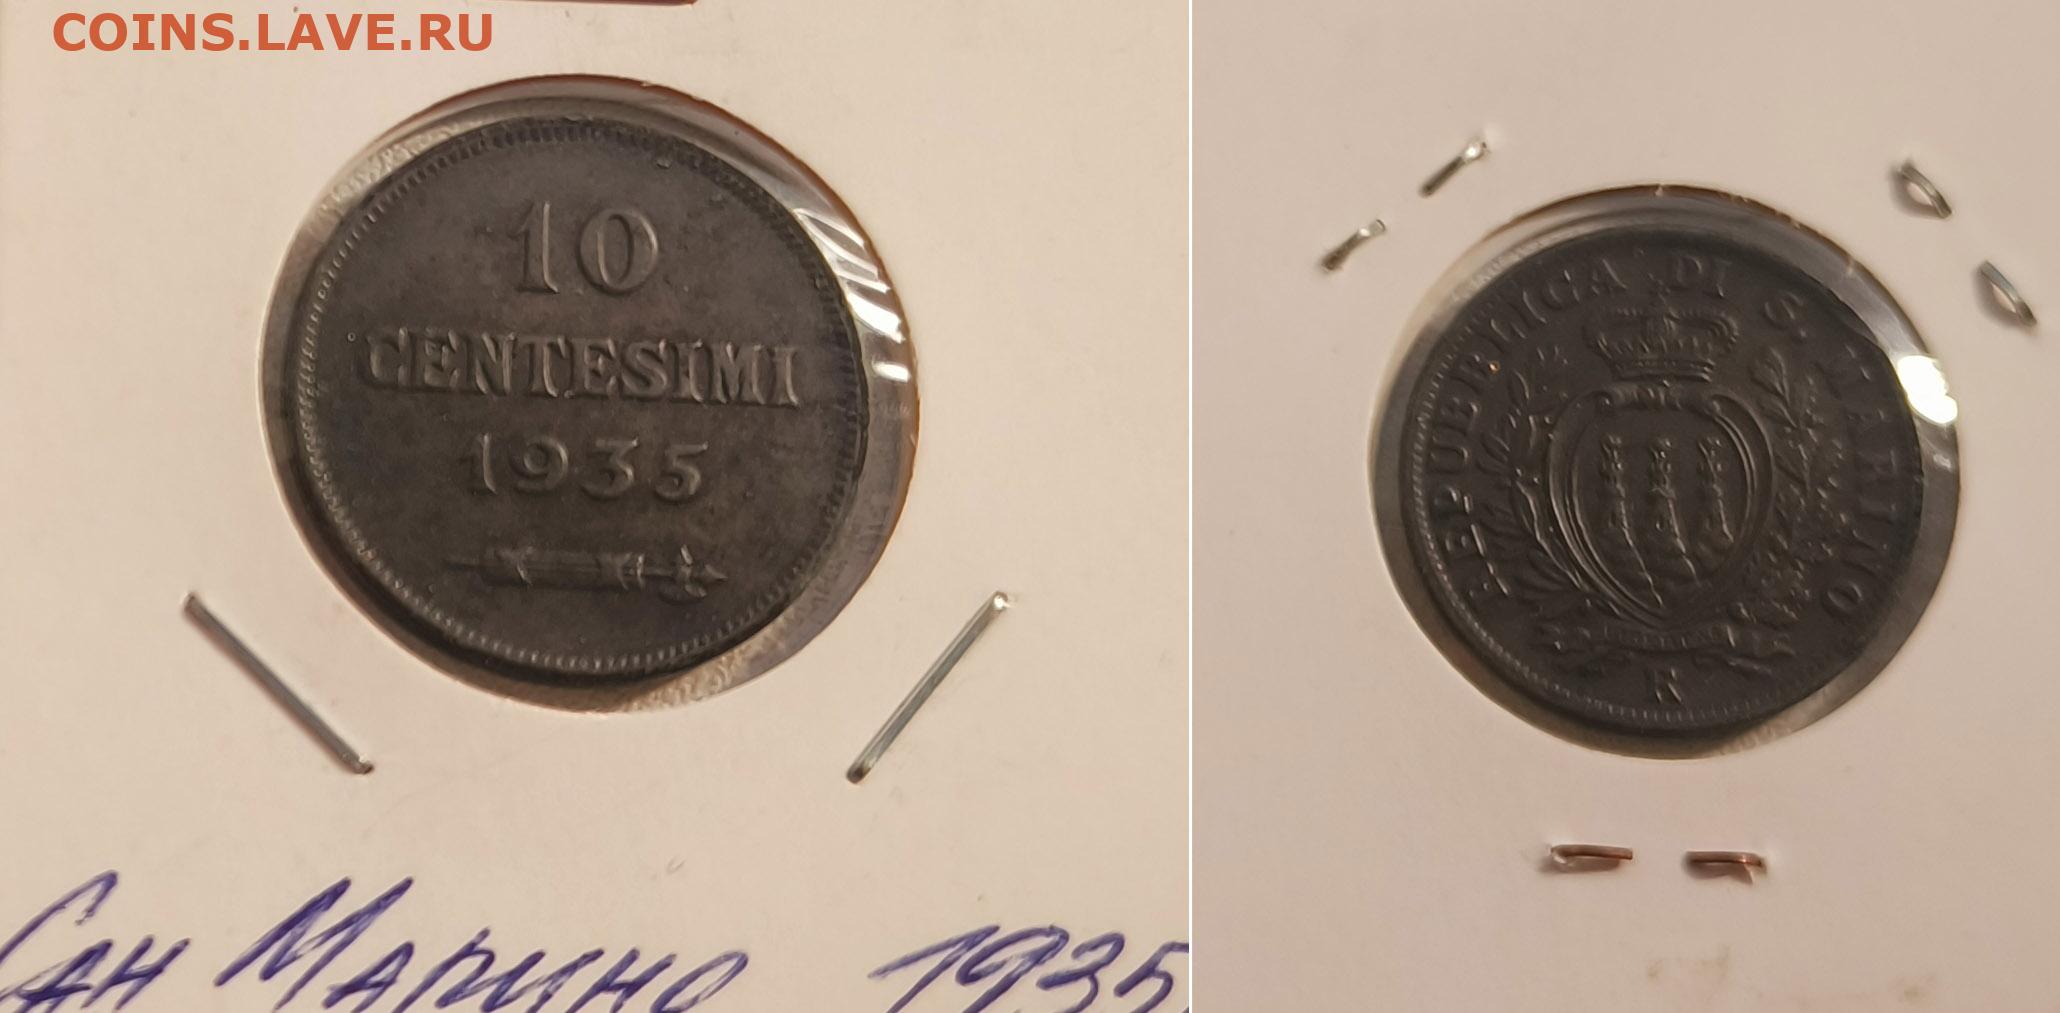 COINS.LAVE.RU
10
CENTESIMI
1935
Сан Марино 1935
REPUBBLICA DI S. MARINO
R